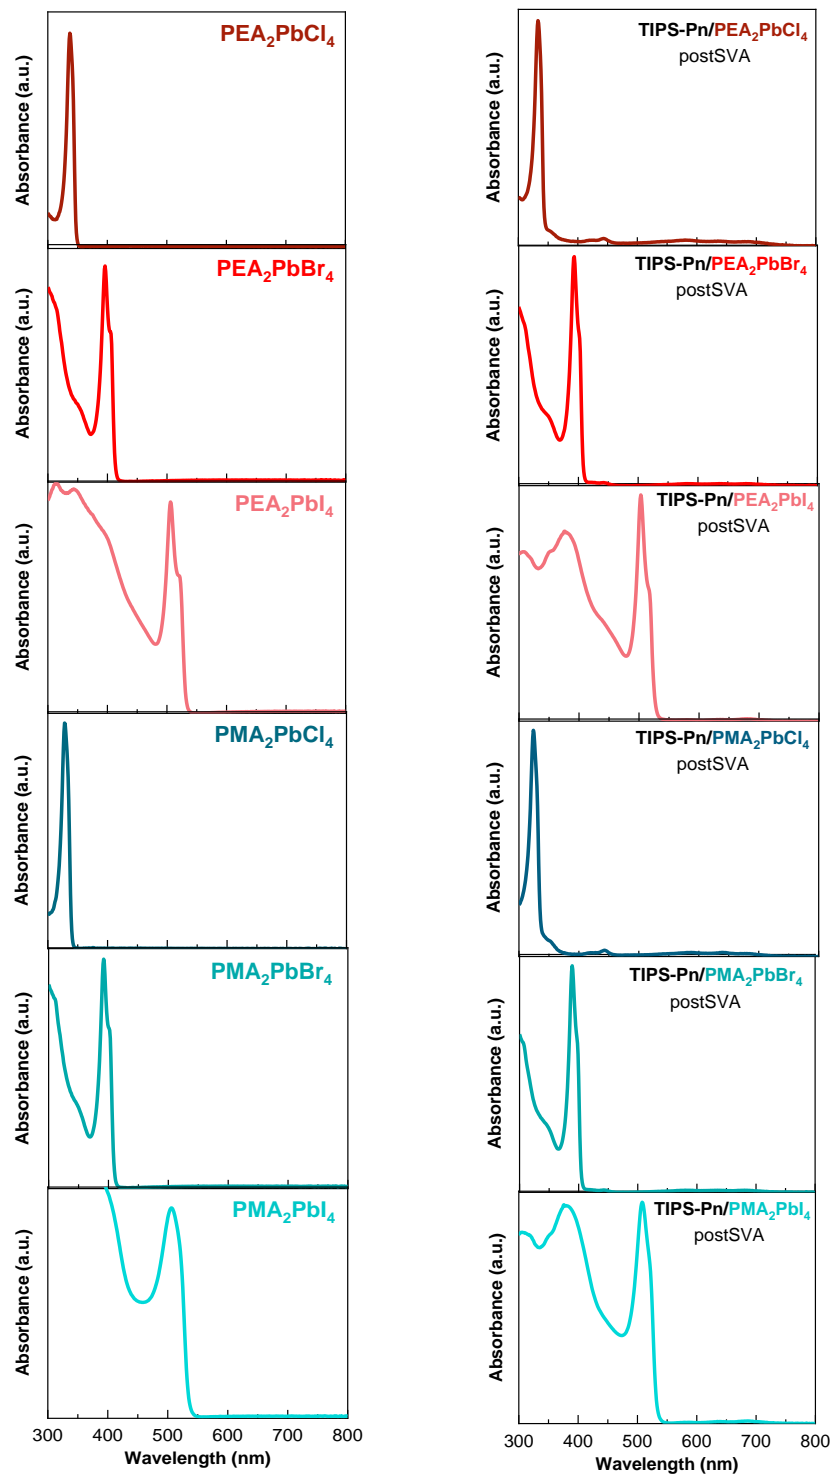 PEA₂PbCl₄
Absorbance (a.u.)
TIPS-Pn/PEA₂PbCl₄
postSVA
Absorbance (a.u.)
PEA₂PbBr₄
Absorbance (a.u.)
TIPS-Pn/PEA₂PbBr₄
postSVA
Absorbance (a.u.)
PEA₂PbI₄
Absorbance (a.u.)
TIPS-Pn/PEA₂PbI₄
postSVA
Absorbance (a.u.)
PMA₂PbCl₄
Absorbance (a.u.)
TIPS-Pn/PMA₂PbCl₄
postSVA
Absorbance (a.u.)
PMA₂PbBr₄
Absorbance (a.u.)
TIPS-Pn/PMA₂PbBr₄
postSVA
Absorbance (a.u.)
PMA₂PbI₄
Absorbance (a.u.)
300 400 500 600 700 800
Wavelength (nm)
TIPS-Pn/PMA₂PbI₄
postSVA
Absorbance (a.u.)
300 400 500 600 700 800
Wavelength (nm)